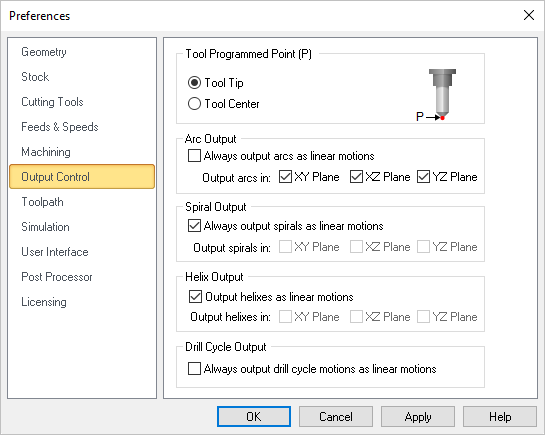 Preferences
Geometry
Stock
Cutting Tools
Feeds & Speeds
Machining
Output Control
Toolpath
Simulation
User Interface
Post Processor
Licensing
Tool Programmed Point (P)
Tool Tip
Tool Center
P
Arc Output
Always output arcs as linear motions
Output arcs in: XY Plane XZ Plane YZ Plane
Spiral Output
Always output spirals as linear motions
Output spirals in: XY Plane XZ Plane YZ Plane
Helix Output
Output helixes as linear motions
Output helixes in: XY Plane XZ Plane YZ Plane
Drill Cycle Output
Always output drill cycle motions as linear motions
OK Cancel Apply Help